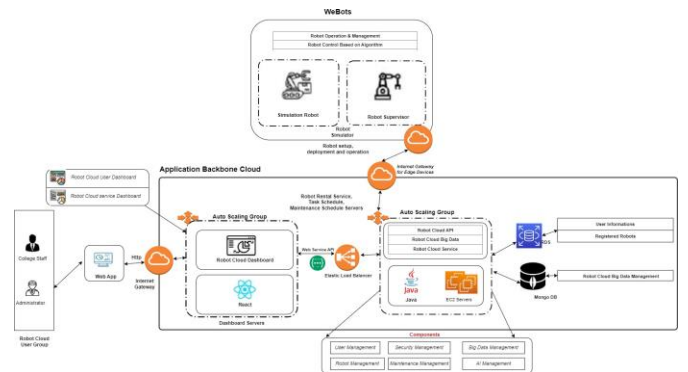 WeBots
Robot Operation & Management
Robot Control Based on Algorithm
Simulation Robot
Robot Supervisor
Robot
Simulator
Robot setup,
deployment and operation
Internet Gateway
for Edge Devices
Application Backbone Cloud
Robot Cloud User Dashboard
Robot Cloud service Dashboard
Robot Rental Service,
Task Schedule,
Maintenance Schedule Servers
Auto Scaling Group
Auto Scaling Group
College Staff
Administrator
Robot Cloud
User Group
Web App
Http
Internet
Gateway
Robot Cloud Dashboard
React
Dashboard Servers
Web Service API
Elastic Load Balancer
Robot Cloud API
Robot Cloud Big Data
Robot Cloud Service
Java
Java
EC2 Servers
RDS
User Informations
Registered Robots
Mongo DB
Robot Cloud Big Data Management
Components
User Management
Security Management
Big Data Management
Robot Management
Maintenance Management
AI Management